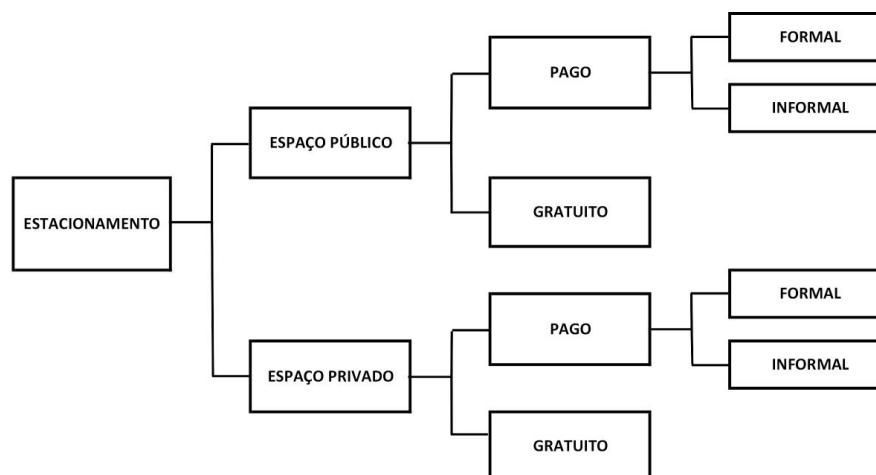 FORMAL
PAGO
INFORMAL
ESPAÇO PÚBLICO
GRATUITO
ESTACIONAMENTO
FORMAL
PAGO
INFORMAL
ESPAÇO PRIVADO
GRATUITO